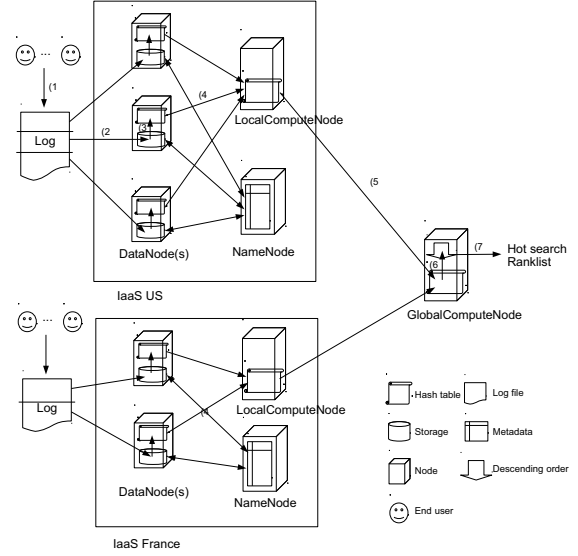 ... 
(1
(4
LocalComputeNode
Log
(2
(3
(5
DataNode(s)
NameNode
(7
Hot search
Ranklist
(6
IaaS US
GlobalComputeNode
...
Log
(4
LocalComputeNode
Hash table
Log file
Storage
Metadata
DataNode(s)
NameNode
Node
Descending order
End user
IaaS France